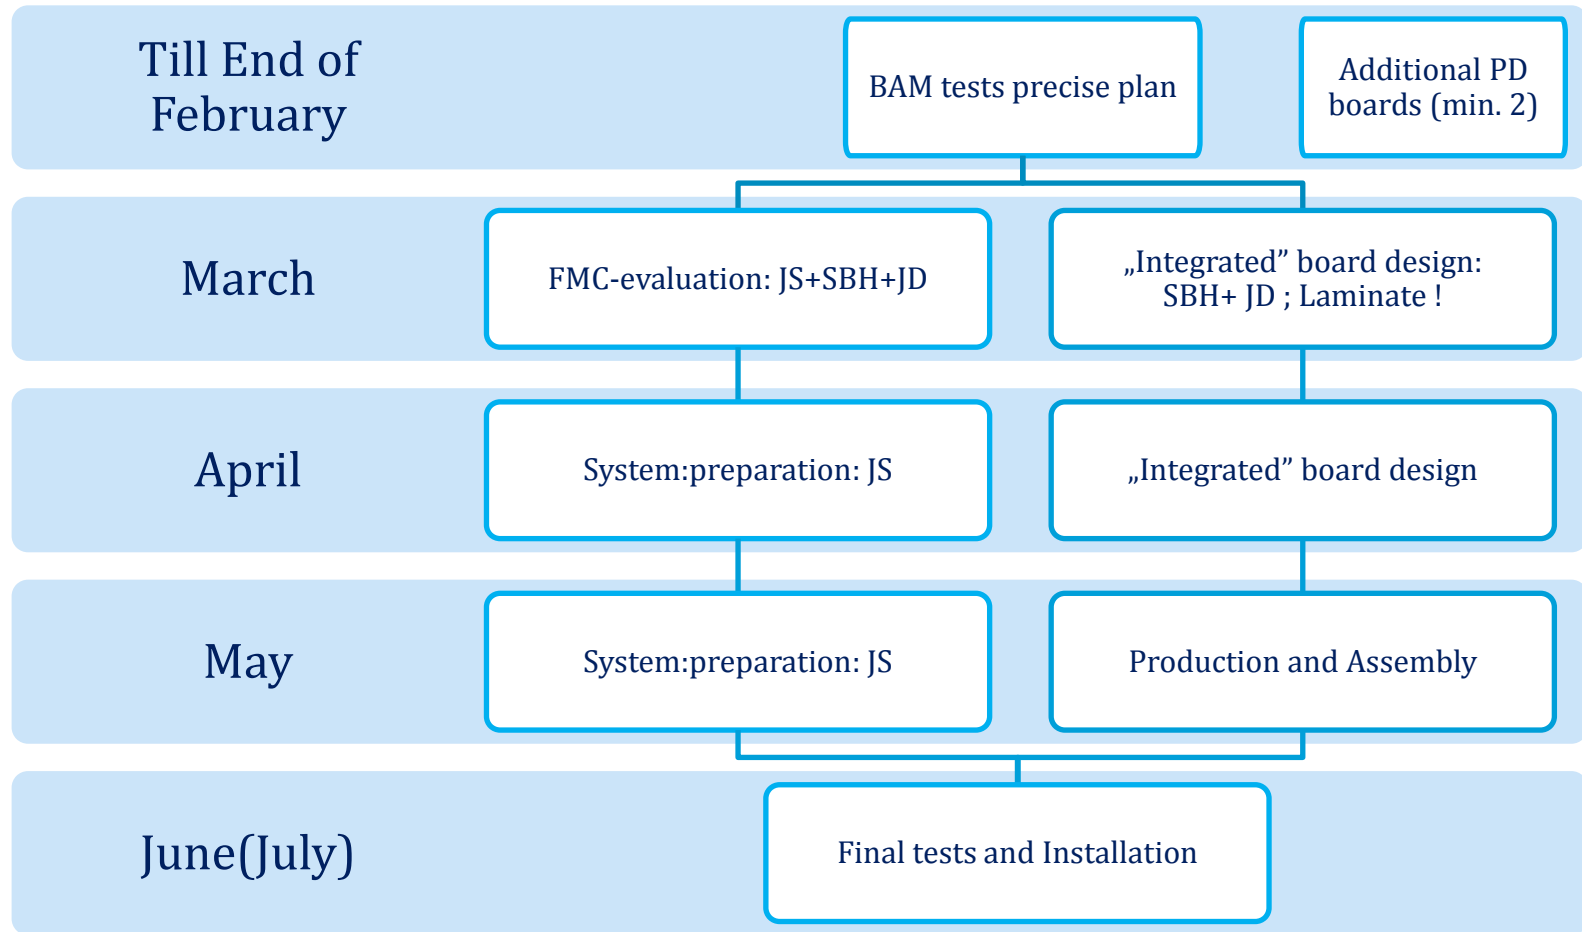 Till End of
February
BAM tests precise plan
Additional PD
boards (min. 2)
March
FMC-evaluation: JS+SBH+JD
„Integrated” board design:
SBH+ JD ; Laminate !
April
System:preparation: JS
„Integrated” board design
May
System:preparation: JS
Production and Assembly
June(July)
Final tests and Installation